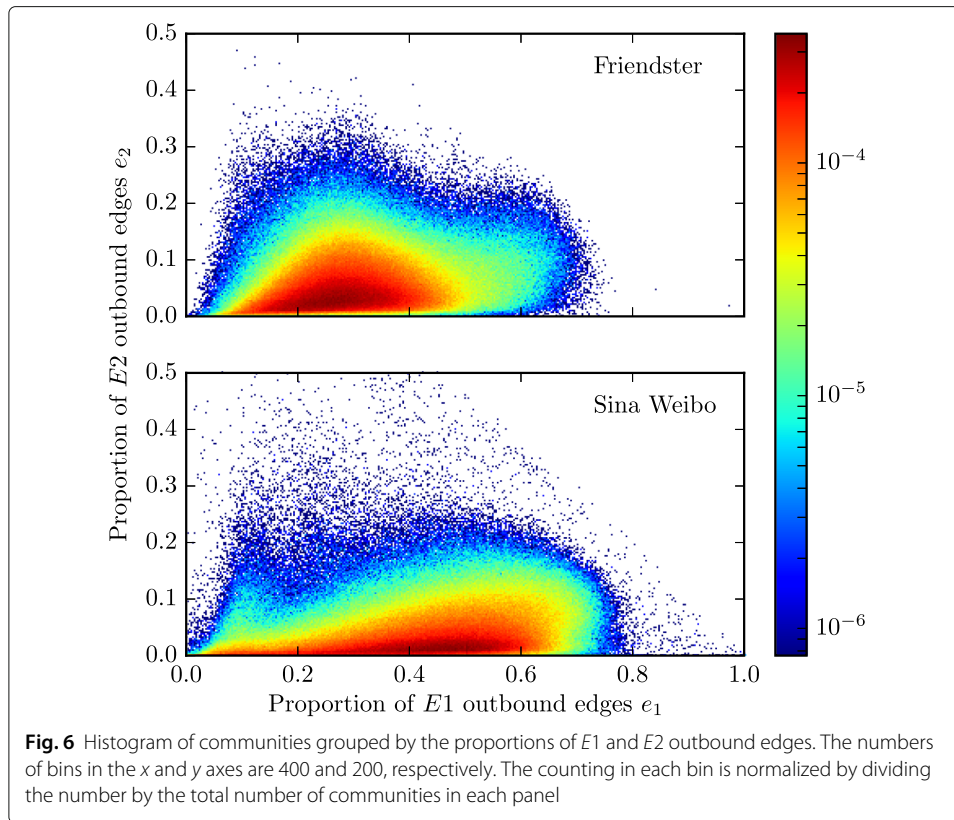 0.5
0.4
0.3
0.2
0.1
0.0
Friendster
0.5
0.4
0.3
0.2
0.1
0.0
Sina Weibo
0.0 0.2 0.4 0.6 0.8 1.0
Proportion of E1 outbound edges e₁
Proportion of E2 outbound edges e₂
10⁻⁴
10⁻⁵
10⁻⁶
Fig. 6 Histogram of communities grouped by the proportions of E1 and E2 outbound edges. The numbers
of bins in the x and y axes are 400 and 200, respectively. The counting in each bin is normalized by dividing
the number by the total number of communities in each panel